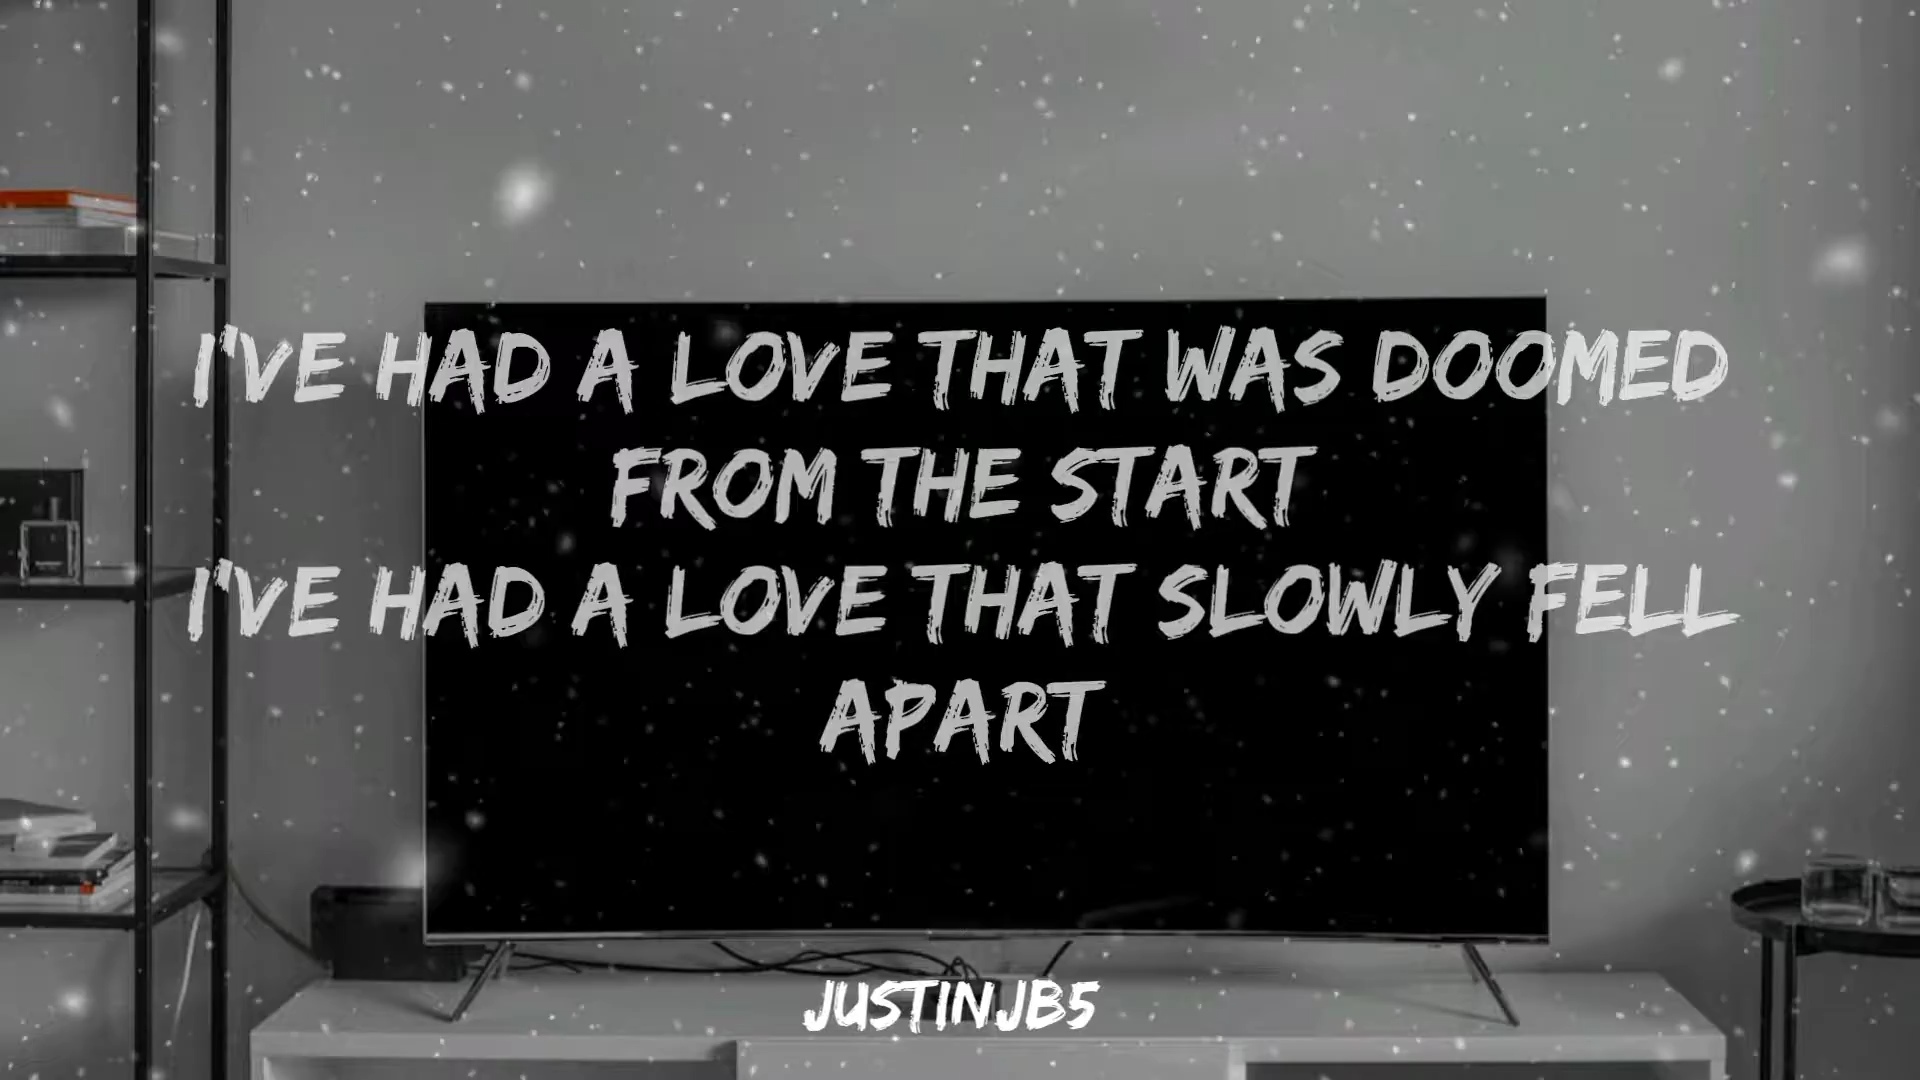 I'VE HAD A LOVE THAT WAS DOOMED
FROM THE START
I'VE HAD A LOVE THAT SLOWLY FELL
APART
JUSTINJB5